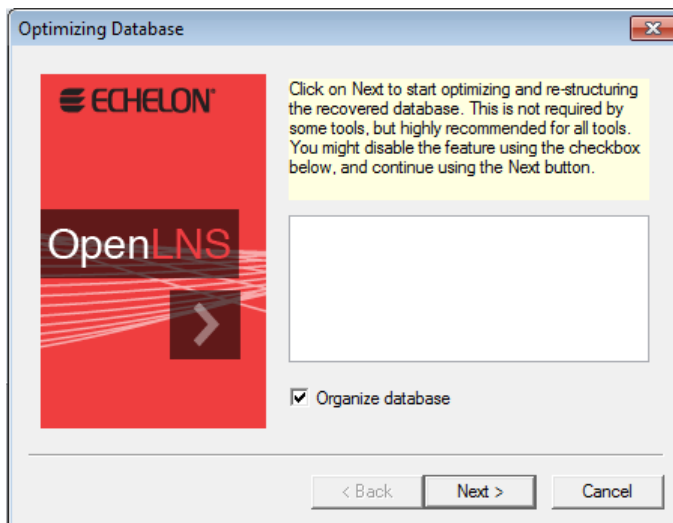 Optimizing Database
ECHELON
OpenLNS
Click on Next to start optimizing and re-structuring
the recovered database. This is not required by
some tools, but highly recommended for all tools.
You might disable the feature using the checkbox
below, and continue using the Next button.
Organize database
< Back
Next >
Cancel